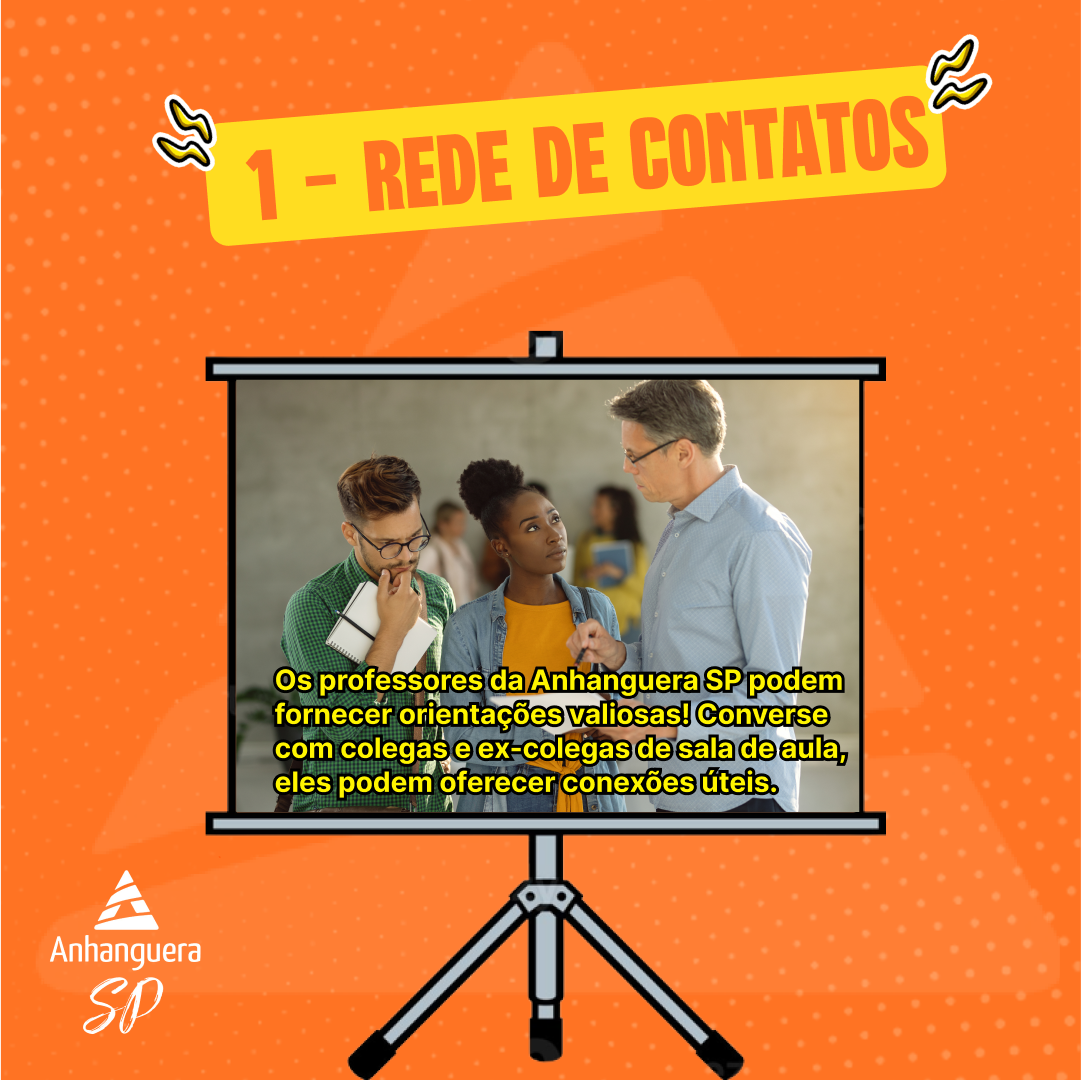 1 - REDE DE CONTATOS
Os professores da Anhanguera SP podem
fornecer orientações valiosas! Converse
com colegas e ex-colegas de sala de aula,
eles podem oferecer conexões úteis.
Anhanguera
SP